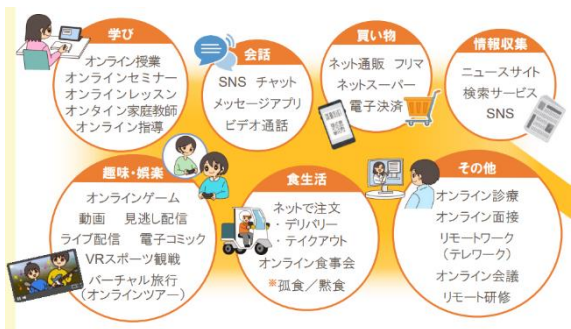 学び
オンライン授業
オンラインセミナー
オンラインレッスン
オンタイン家庭教師
オンライン指導
会話
SNS チャット
メッセージアプリ
ビデオ通話
買い物
ネット通販 フリマ
ネットスーパー
電子決済
情報収集
ニュースサイト
検索サービス
SNS
趣味・娯楽
オンラインゲーム
動画 見逃し配信
ライブ配信 電子コミック
VRスポーツ観戦
バーチャル旅行
(オンラインツアー)
食生活
ネットで注文
・デリバリー
・テイクアウト
オンライン食事会
※孤食／黙食
その他
オンライン診療
オンライン面接
リモートワーク
(テレワーク)
オンライン会議
リモート研修